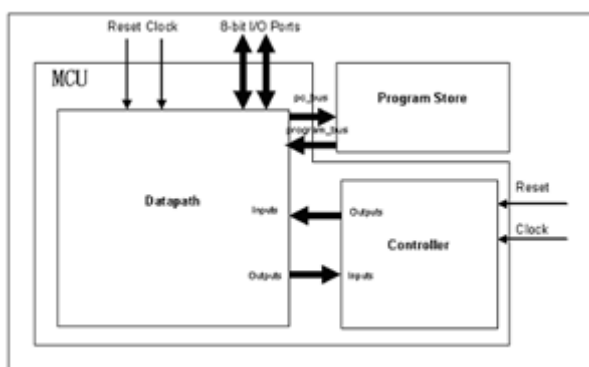 Reset Clock
8-bit I/O Ports
MCU
pc_bus
Program Store
program_bus
Reset
Datapath
Inputs
Outputs
Clock
Controller
Outputs
Inputs